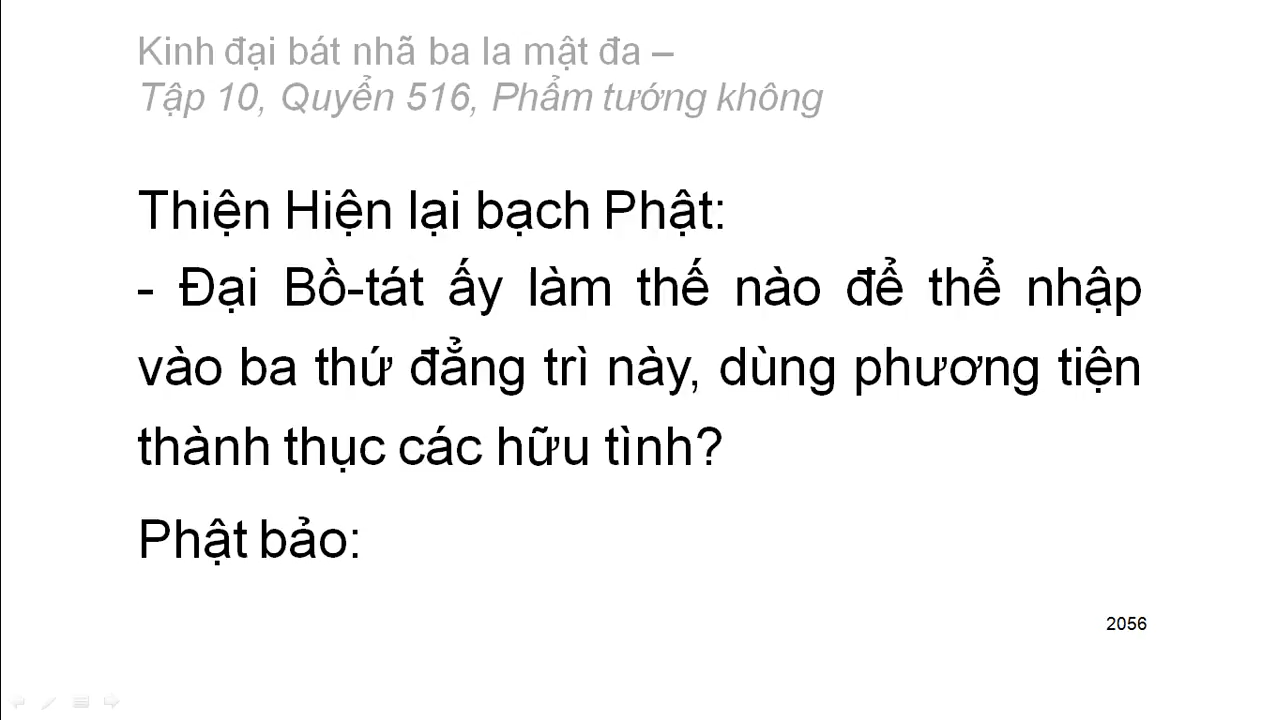 Kinh đại bát nhã ba la mật đa –
Tập 10, Quyển 516, Phẩm tướng không
Thiện Hiện lại bạch Phật:
- Đại Bồ-tát ấy làm thế nào để thể nhập
vào ba thứ đẳng trì này, dùng phương tiện
thành thục các hữu tình?
Phật bảo:
2056